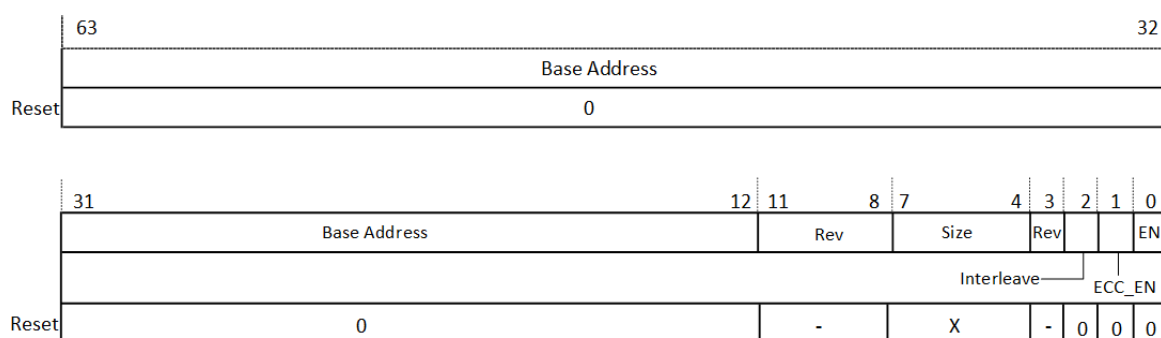 63 32
Base Address
Reset 0
31 12 11 8 7 4 3 2 1 0
Base Address Rev Size Rev EN
Interleave ECC_EN
Reset 0 - X - 0 0 0